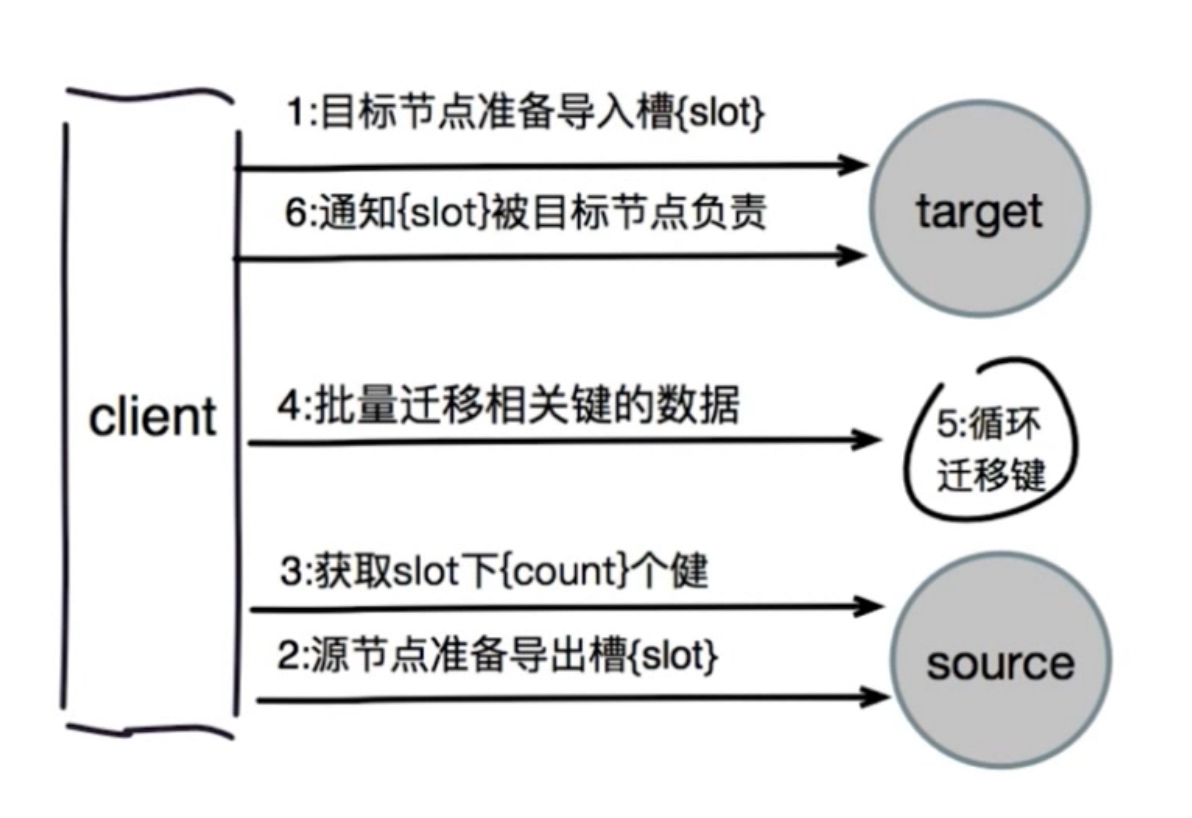 1:目标节点准备导入槽{slot}
6:通知{slot}被目标节点负责
target
client
4:批量迁移相关键的数据
5:循环
迁移键
3:获取slot下{count}个健
2:源节点准备导出槽{slot}
source